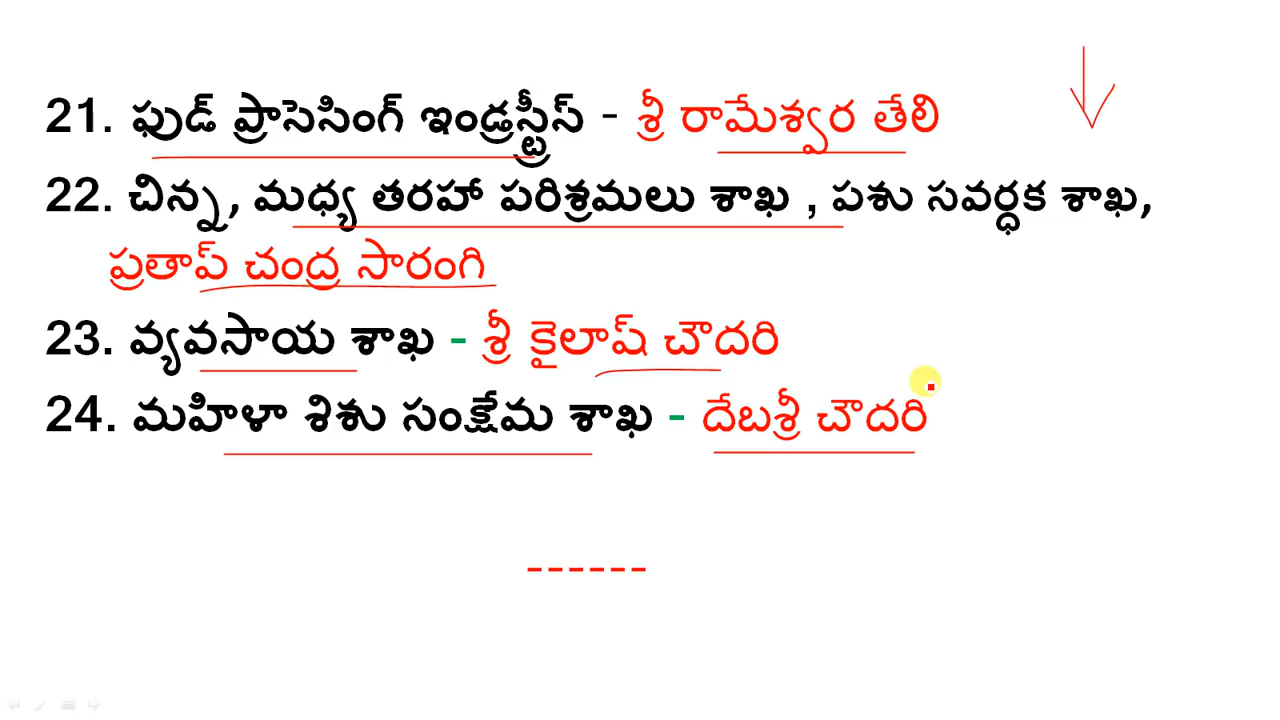 21. ఫుడ్ ప్రాసెసింగ్ ఇండ్రస్ట్రీస్ - శ్రీ రామేశ్వర తేలి
22. చిన్న, మధ్య తరహా పరిశ్రమలు శాఖ , పశు సవర్ధక శాఖ,
ప్రతాప్ చంద్ర సారంగి
23. వ్యవసాయ శాఖ - శ్రీ కైలాష్ చౌదరి
24. మహిళా శిశు సంక్షేమ శాఖ - దేబశ్రీ చౌదరి
------